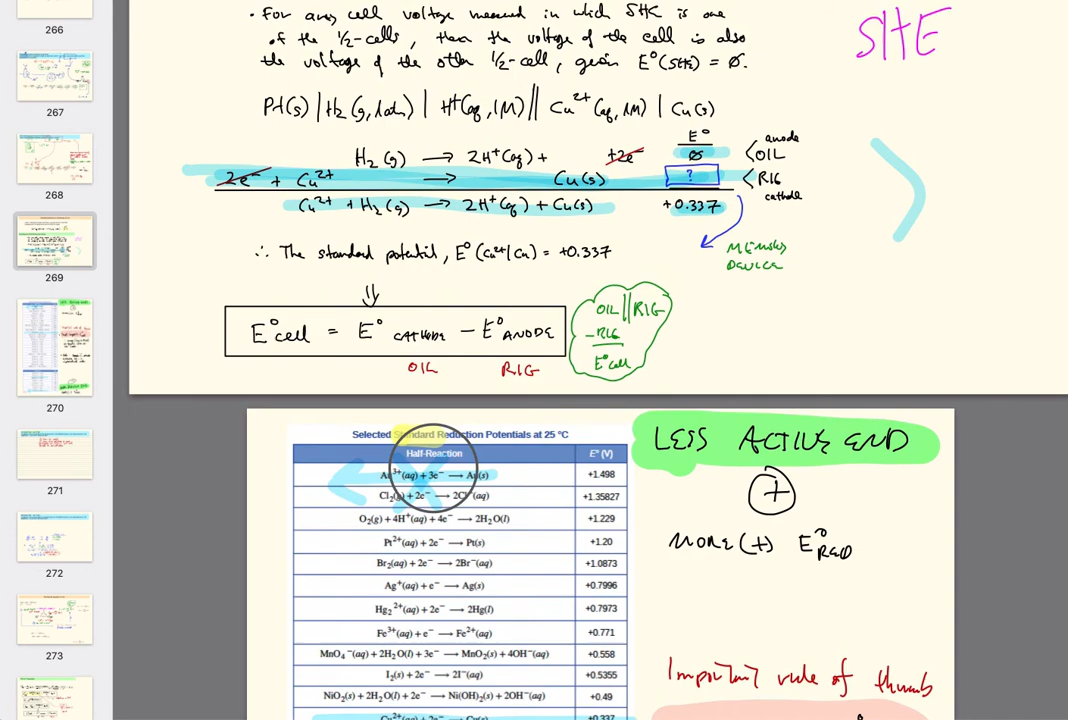 266
267
268
269
270
271
272
273
• For any cell voltage measured in which SHE is one
of the 1/2-cells, then the voltage of the cell is also
the voltage of the other 1/2-cell, given E°(SHE) = 0.
SHE
Pt(s) | H2 (g, 1atm) | H+(aq, 1M) || Cu2+ (aq, 1M) | Cu(s)
E°
anode
H2 (g) → 2H+(aq) + +2e- 0 < OIL
2e- + Cu2+ → Cu(s) ? < RIG
cathode
Cu2+ + H2(g) → 2H+(aq) + Cu(s) +0.337
∴ The standard potential, E°(Cu2+|Cu) = +0.337
DEVICE
⇓
E°cell = E° CATHODE - E° ANODE
OIL RIG
OIL || RIG
- RIG
E°cell
Selected Standard Reduction Potentials at 25 °C
Half-Reaction E° (V)
Au3+(aq) + 3e− → Au(s) +1.498
Cl2(g) + 2e− → 2Cl−(aq) +1.35827
O2(g) + 4H+(aq) + 4e− → 2H2O(l) +1.229
Pt2+(aq) + 2e− → Pt(s) +1.20
Br2(aq) + 2e− → 2Br−(aq) +1.0873
Ag+(aq) + e− → Ag(s) +0.7996
Hg2 2+(aq) + 2e− → 2Hg(l) +0.7973
Fe3+(aq) + e− → Fe2+(aq) +0.771
MnO4−(aq) + 2H2O(l) + 3e− → MnO2(s) + 4OH−(aq) +0.558
I2(s) + 2e− → 2I−(aq) +0.5355
NiO2(s) + 2H2O(l) + 2e− → Ni(OH)2(s) + 2OH−(aq) +0.49
Cu2+(aq) + 2e− → Cu(s) +0.337
LESS ACTIVE END
+
MORE (+) E°RED
Important rule of thumb